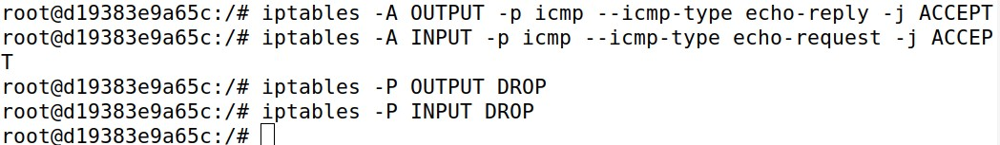 root@d19383e9a65c:/# iptables -A OUTPUT -p icmp --icmp-type echo-reply -j ACCEPT
root@d19383e9a65c:/# iptables -A INPUT -p icmp --icmp-type echo-request -j ACCEP
T
root@d19383e9a65c:/# iptables -P OUTPUT DROP
root@d19383e9a65c:/# iptables -P INPUT DROP
root@d19383e9a65c:/#